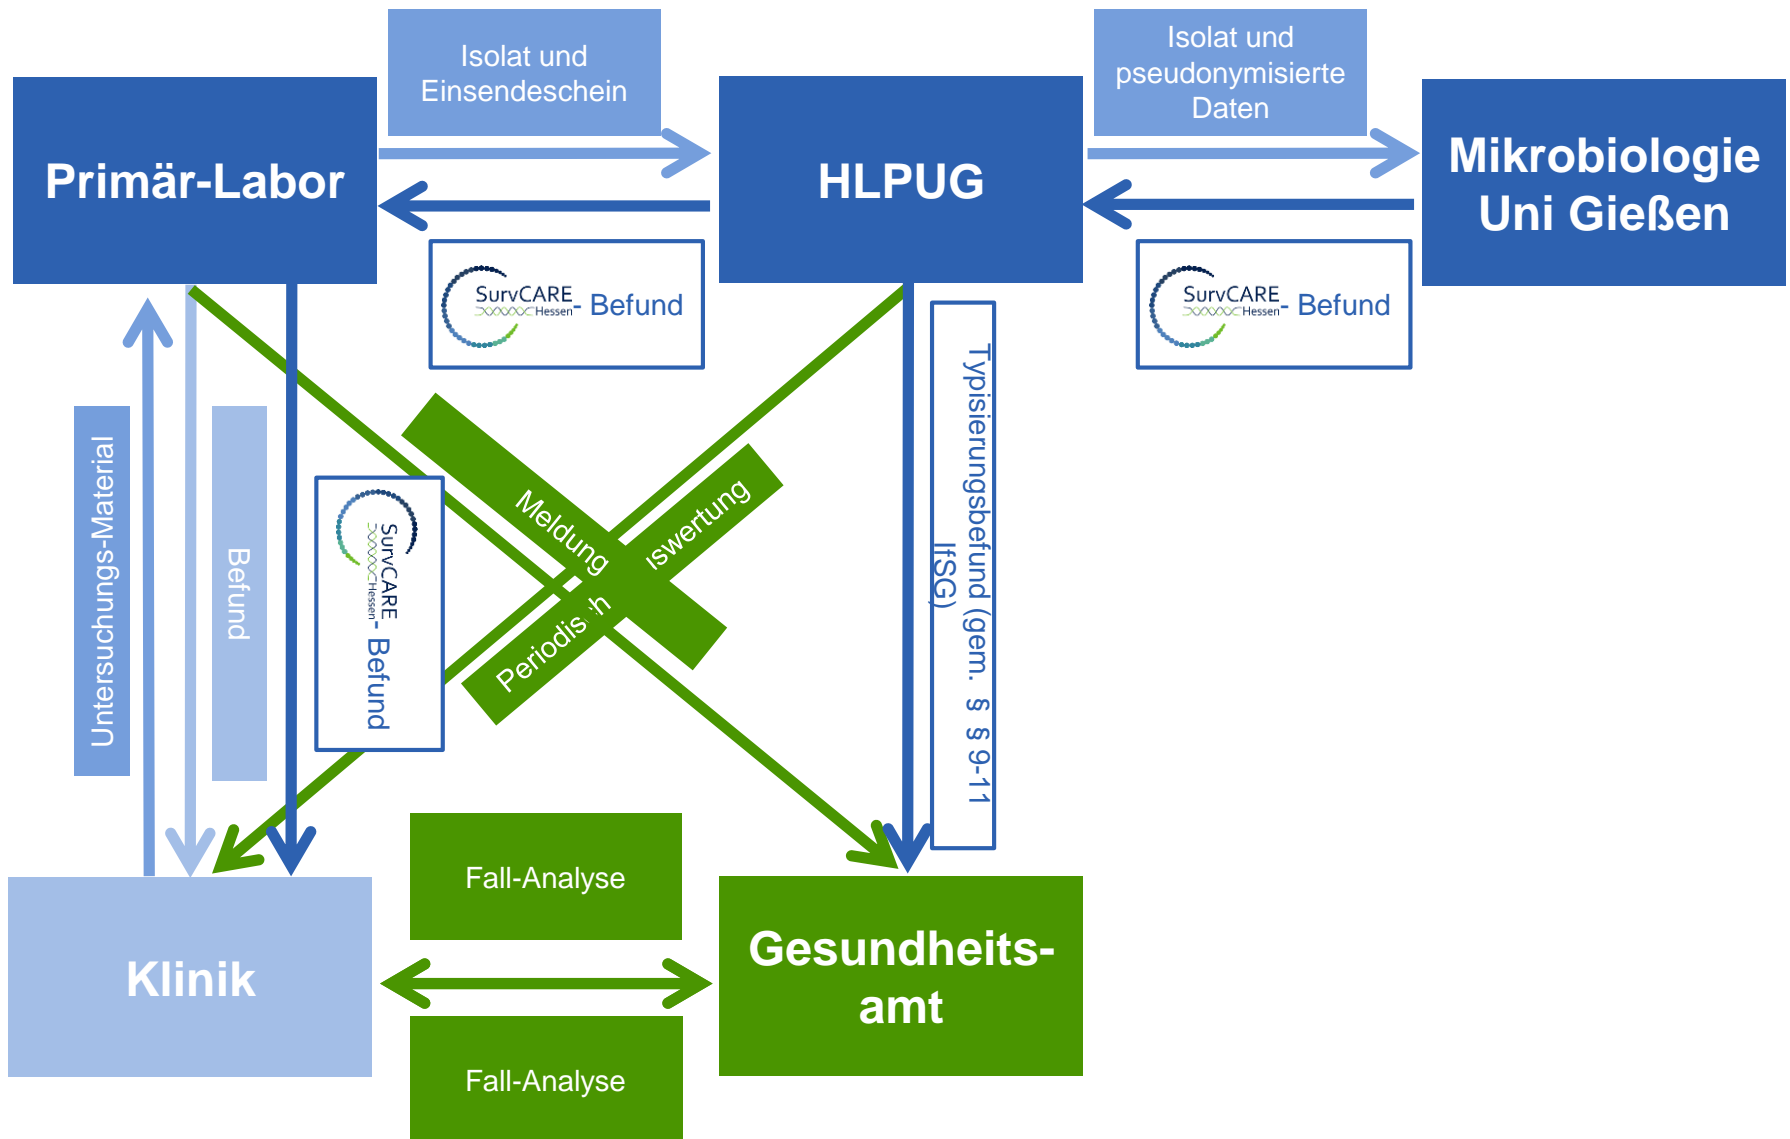 Isolat und
Einsendeschein
Isolat und
pseudonymisierte
Daten
Primär-Labor
HLPUG
Mikrobiologie
Uni Gießen
SurvCARE
Hessen
- Befund
SurvCARE
Hessen
- Befund
Untersuchungs-Material
Befund
SurvCARE
Hessen
- Befund
Meldung
Periodisch
swertung
Typisierungsbefund (gem. § § 9-11
IfSG)
Fall-Analyse
Klinik
Gesundheits-
amt
Fall-Analyse